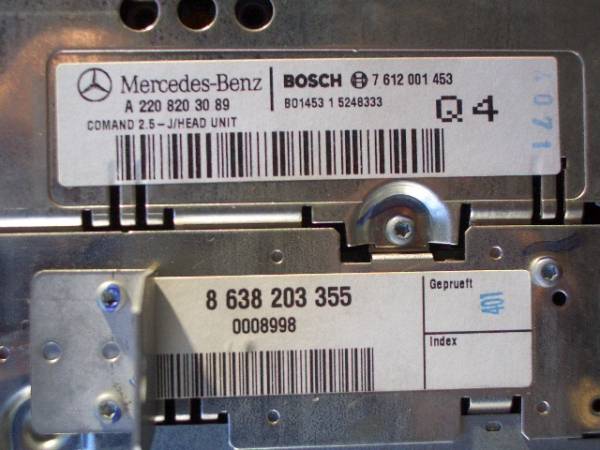 Mercedes-Benz
A 220 820 30 89
COMAND 2.5-J/HEAD UNIT
BOSCH 7 612 001 453
B01453 1 5248333
Q4
4071
8 638 203 355
0008998
Geprueft
401
Index